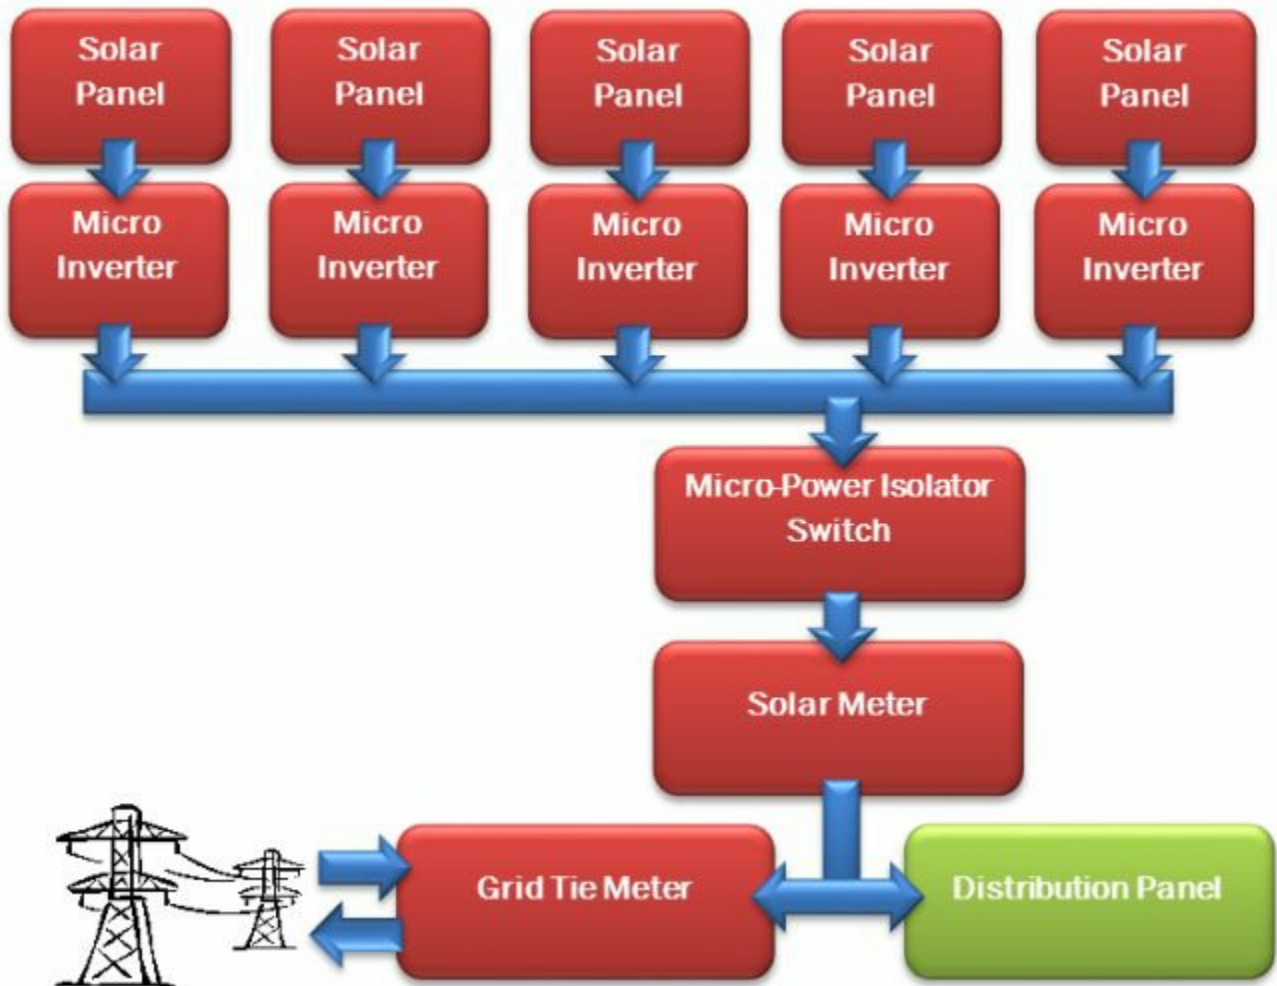 Solar
Panel
Solar
Panel
Solar
Panel
Solar
Panel
Solar
Panel
Micro
Inverter
Micro
Inverter
Micro
Inverter
Micro
Inverter
Micro
Inverter
Micro-Power Isolator
Switch
Solar Meter
Grid Tie Meter
Distribution Panel